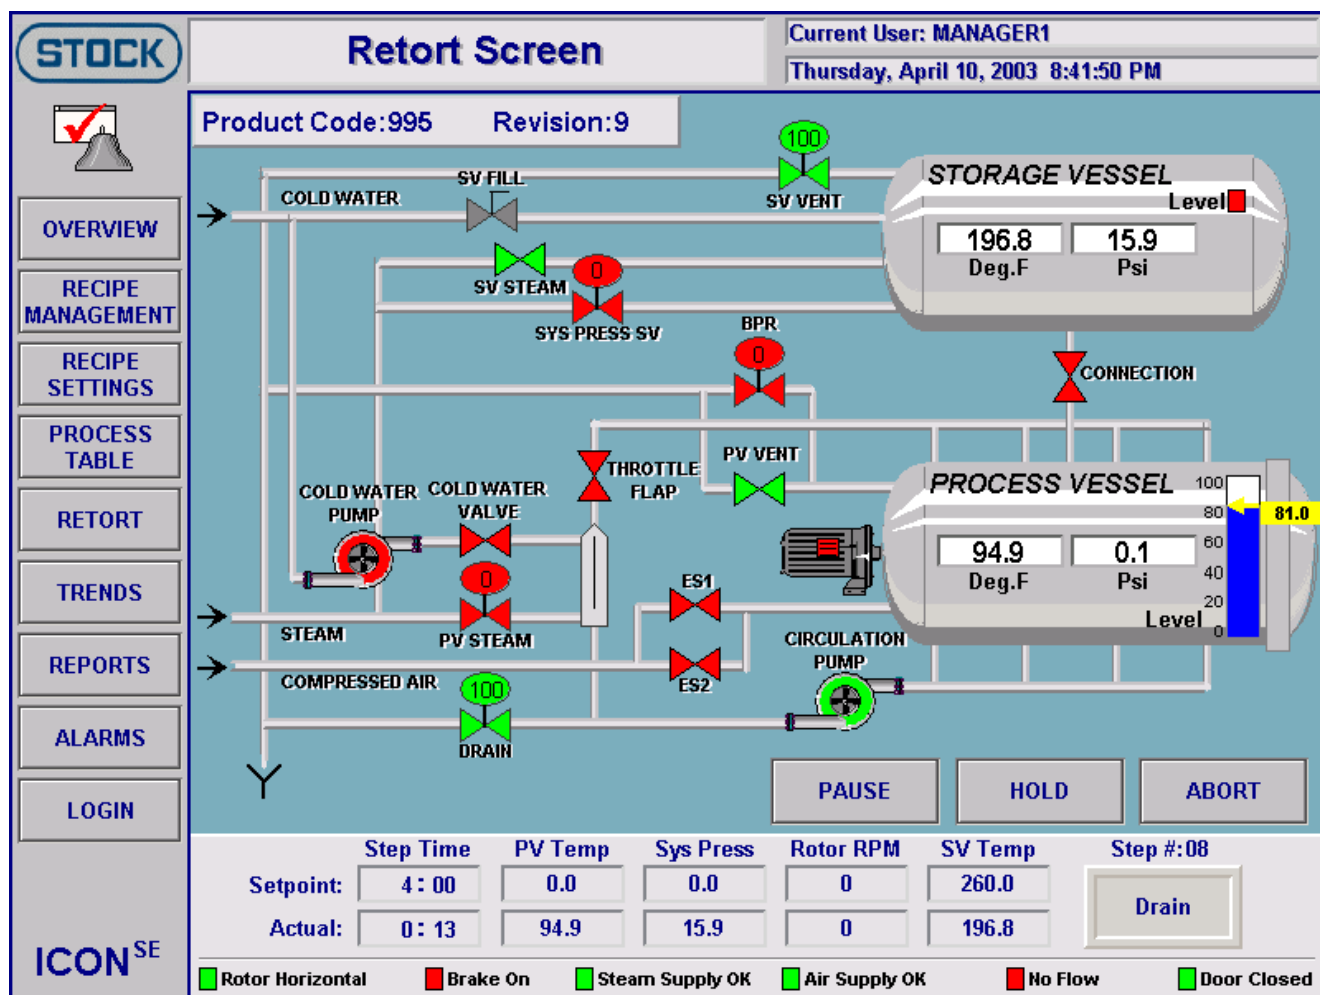 STOCK
Retort Screen
Current User: MANAGER1
Thursday, April 10, 2003 8:41:50 PM
Product Code:995 Revision:9
OVERVIEW
RECIPE
MANAGEMENT
RECIPE
SETTINGS
PROCESS
TABLE
RETORT
TRENDS
REPORTS
ALARMS
LOGIN
ICON SE
100
SV VENT
SV FILL
COLD WATER
STORAGE VESSEL
Level
196.8 15.9
Deg.F Psi
SV STEAM
0
SYS PRESS SV
BPR
0
CONNECTION
THROTTLE
FLAP
PV VENT
COLD WATER
PUMP
COLD WATER
VALVE
PROCESS VESSEL
100
80
60
40
20
0
81.0
94.9 0.1
Deg.F Psi
Level
0
STEAM
PV STEAM
ES1
ES2
COMPRESSED AIR
CIRCULATION
PUMP
100
DRAIN
PAUSE HOLD ABORT
Step Time PV Temp Sys Press Rotor RPM SV Temp Step #:08
Setpoint: 4: 00 0.0 0.0 0 260.0
Drain
Actual: 0: 13 94.9 15.9 0 196.8
Rotor Horizontal Brake On Steam Supply OK Air Supply OK No Flow Door Closed